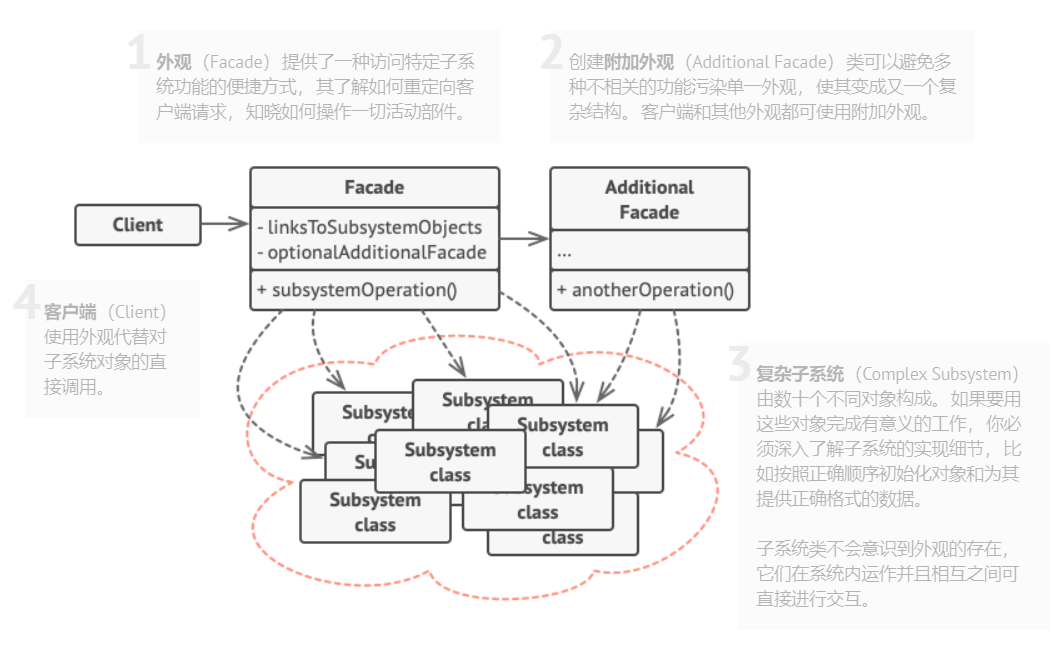 1
外观（Facade）提供了一种访问特定子系
统功能的便捷方式，其了解如何重定向客
户端请求，知晓如何操作一切活动部件。
2
创建附加外观（Additional Facade）类可以避免多
种不相关的功能污染单一外观，使其变成又一个复
杂结构。客户端和其他外观都可使用附加外观。
Client
Facade
- linksToSubsystemObjects
- optionalAdditionalFacade
+ subsystemOperation()
Additional
Facade
...
+ anotherOperation()
4
客户端（Client）
使用外观代替对
子系统对象的直
接调用。
3
复杂子系统（Complex Subsystem）
由数十个不同对象构成。如果要用
这些对象完成有意义的工作，你必
须深入了解子系统的实现细节，比
如按照正确顺序初始化对象和为其
提供正确格式的数据。
子系统类不会意识到外观的存在，
它们在系统内运作并且相互之间可
直接进行交互。
Subsystem
Subsystem
class
Subsystem
class
Subsystem
class
class